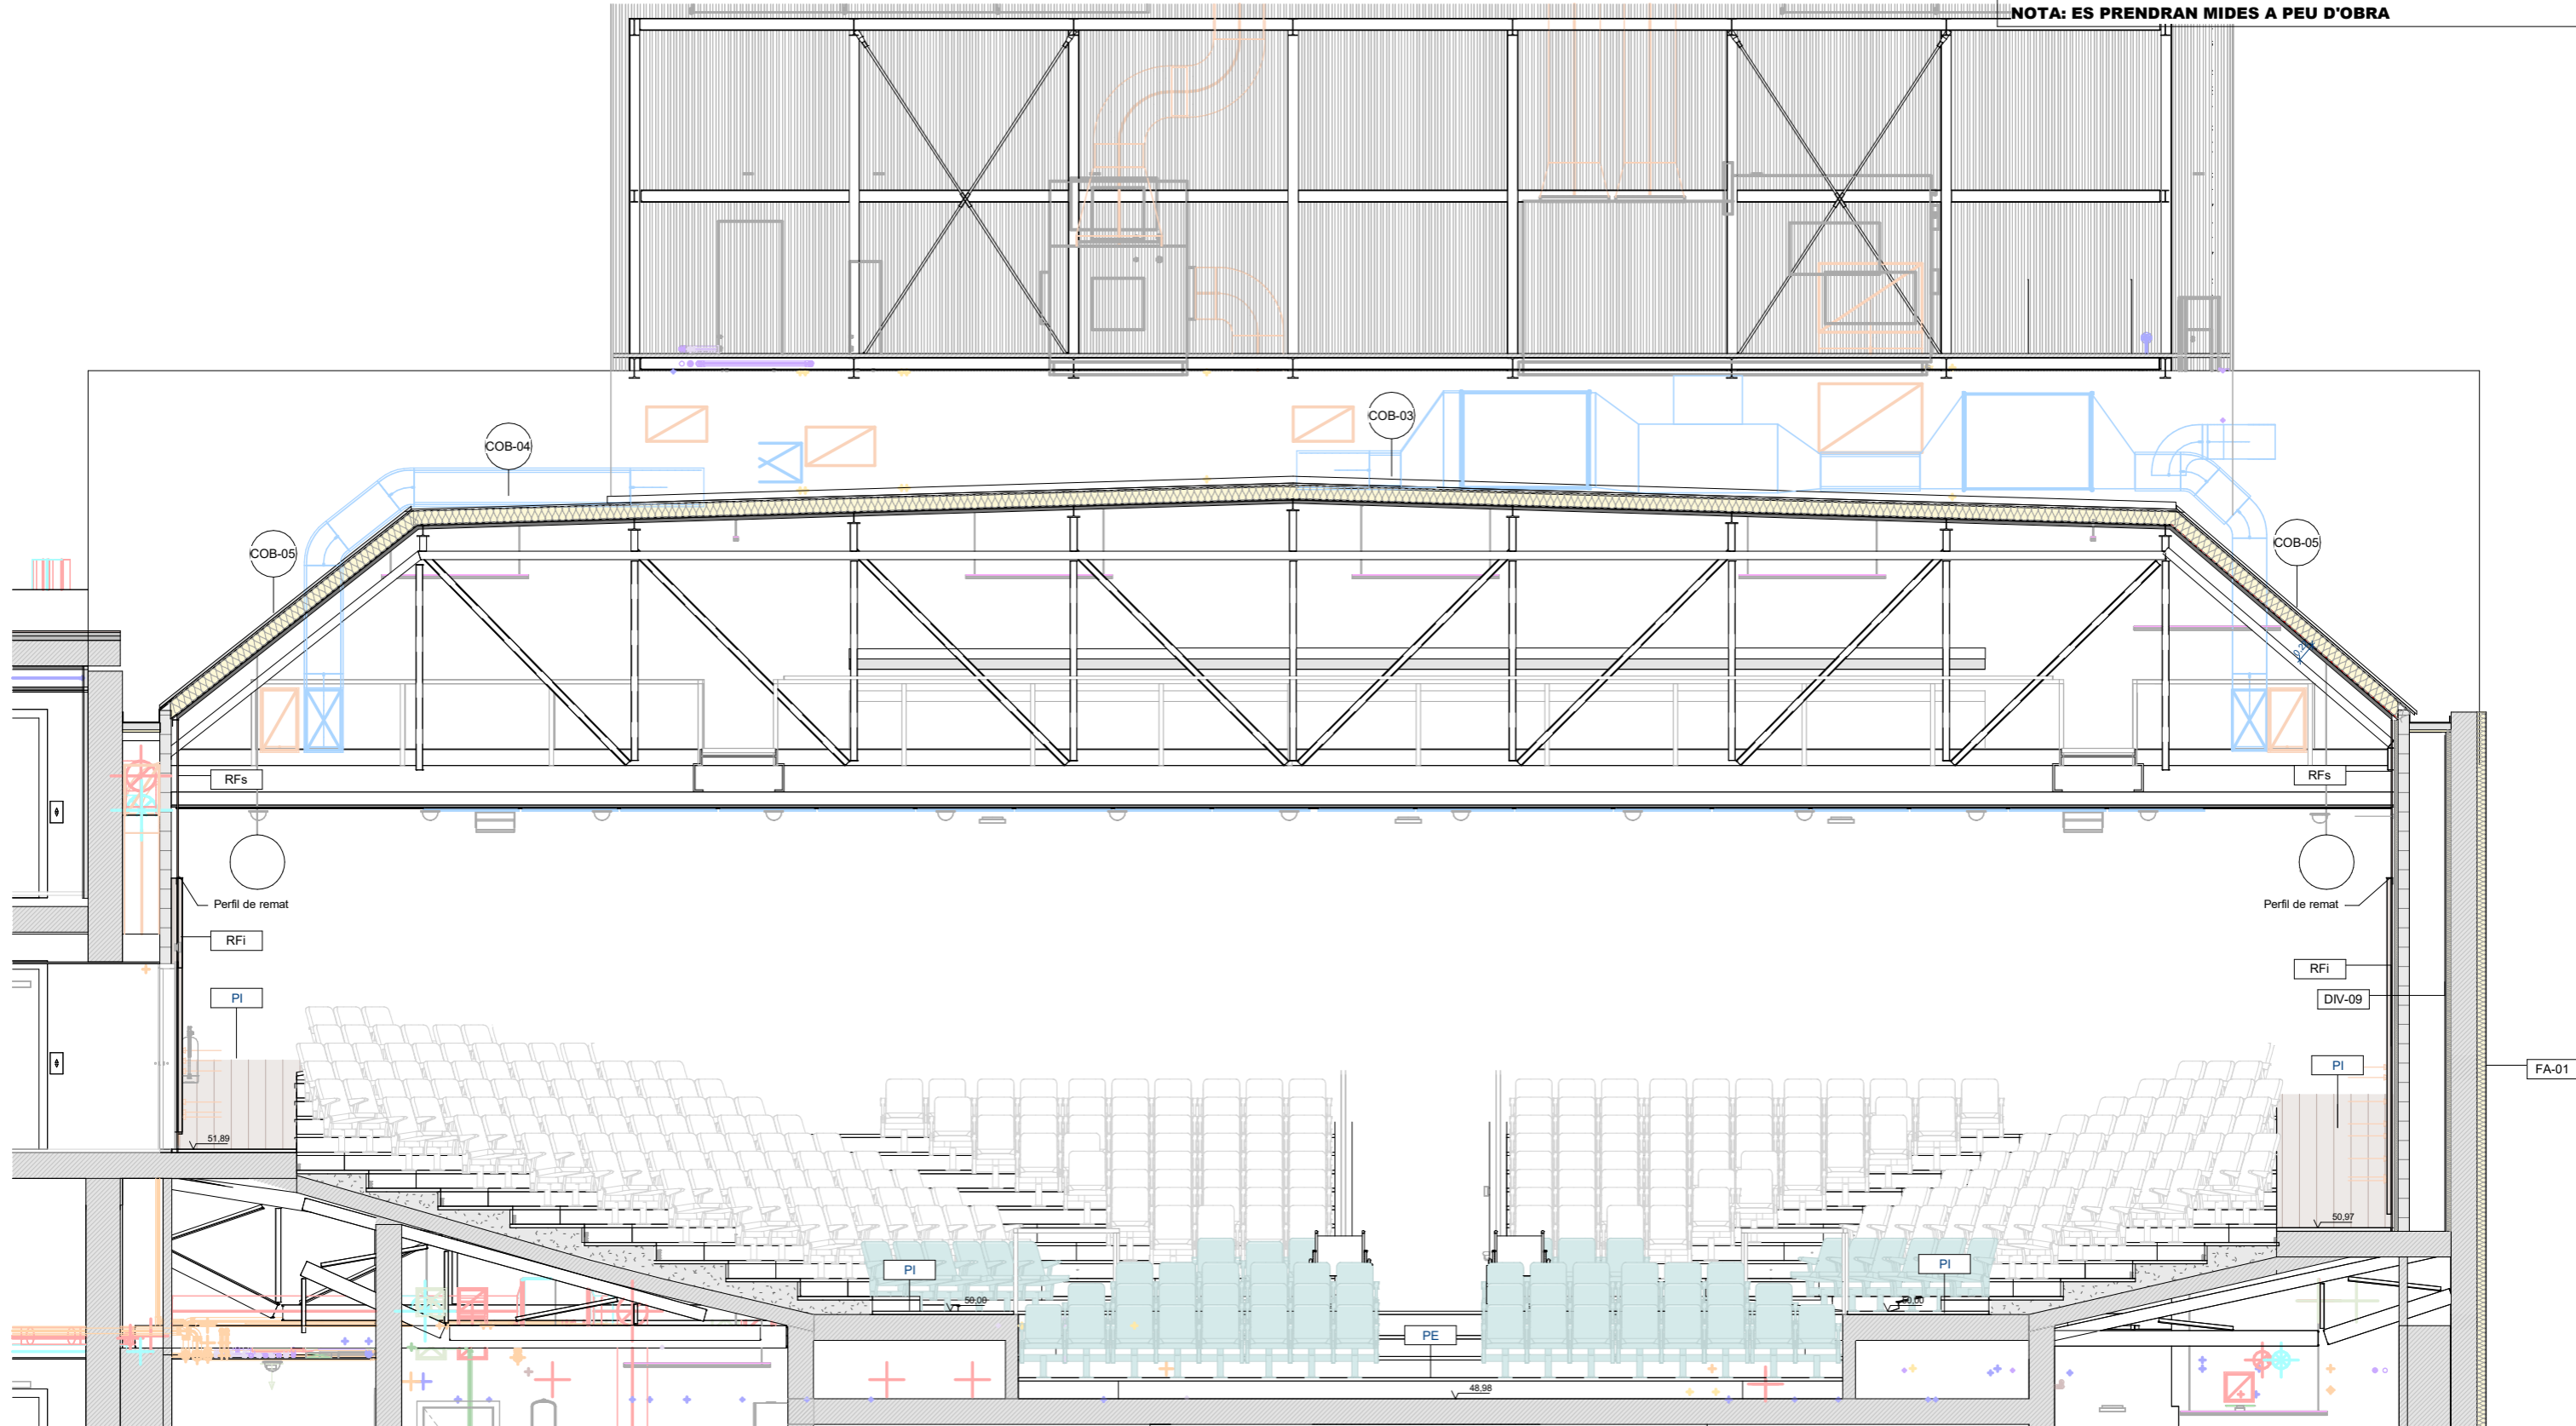 NOTA: ES PRENDRAN MIDES A PEU D'OBRA
COB-03
COB-04
COB-05
COB-05
RFs
RFs
Perfil de remat
Perfil de remat
RFi
RFi
PI
DIV-09
PI
FA-01
51,89
50,97
PI
PI
50,00
50,00
PE
48,98